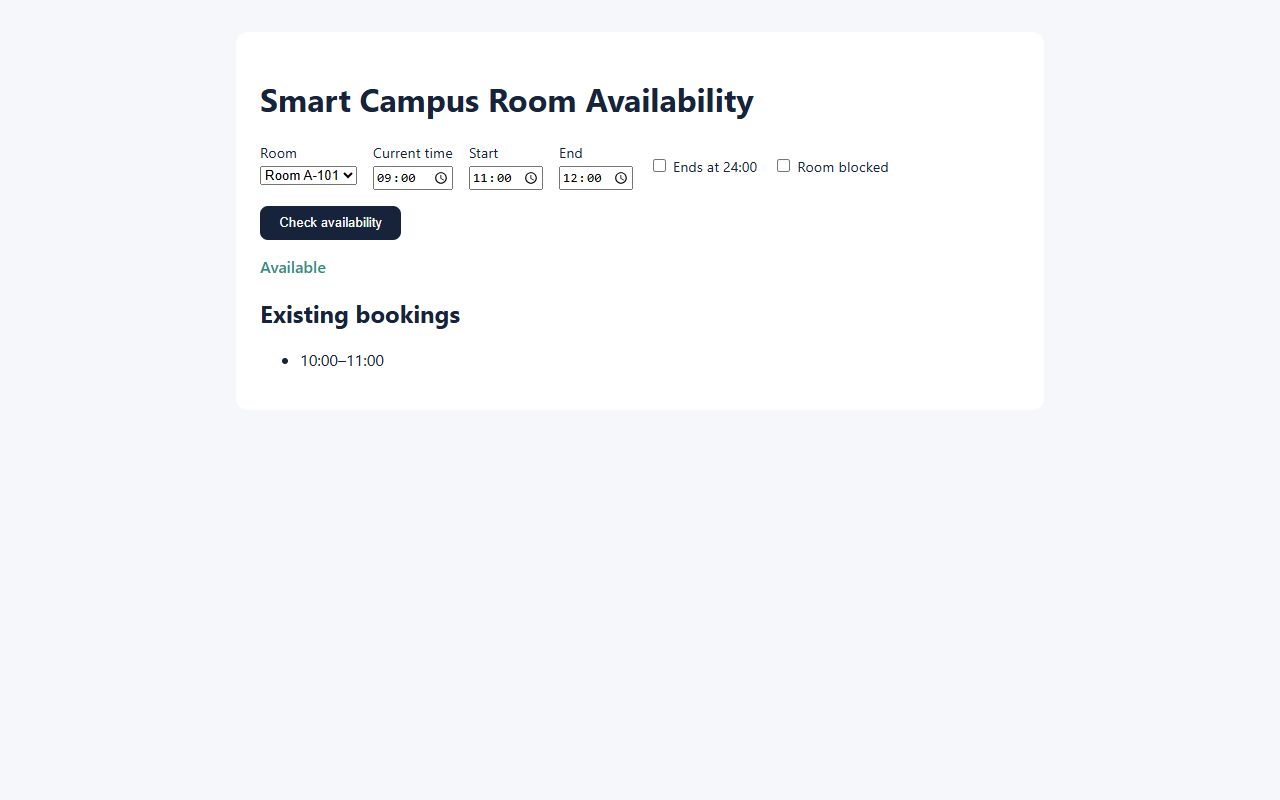 Smart Campus Room Availability
Room Current time Start End
Room A-101 09:00 11:00 12:00 Ends at 24:00 Room blocked
Check availability
Available
Existing bookings
10:00–11:00